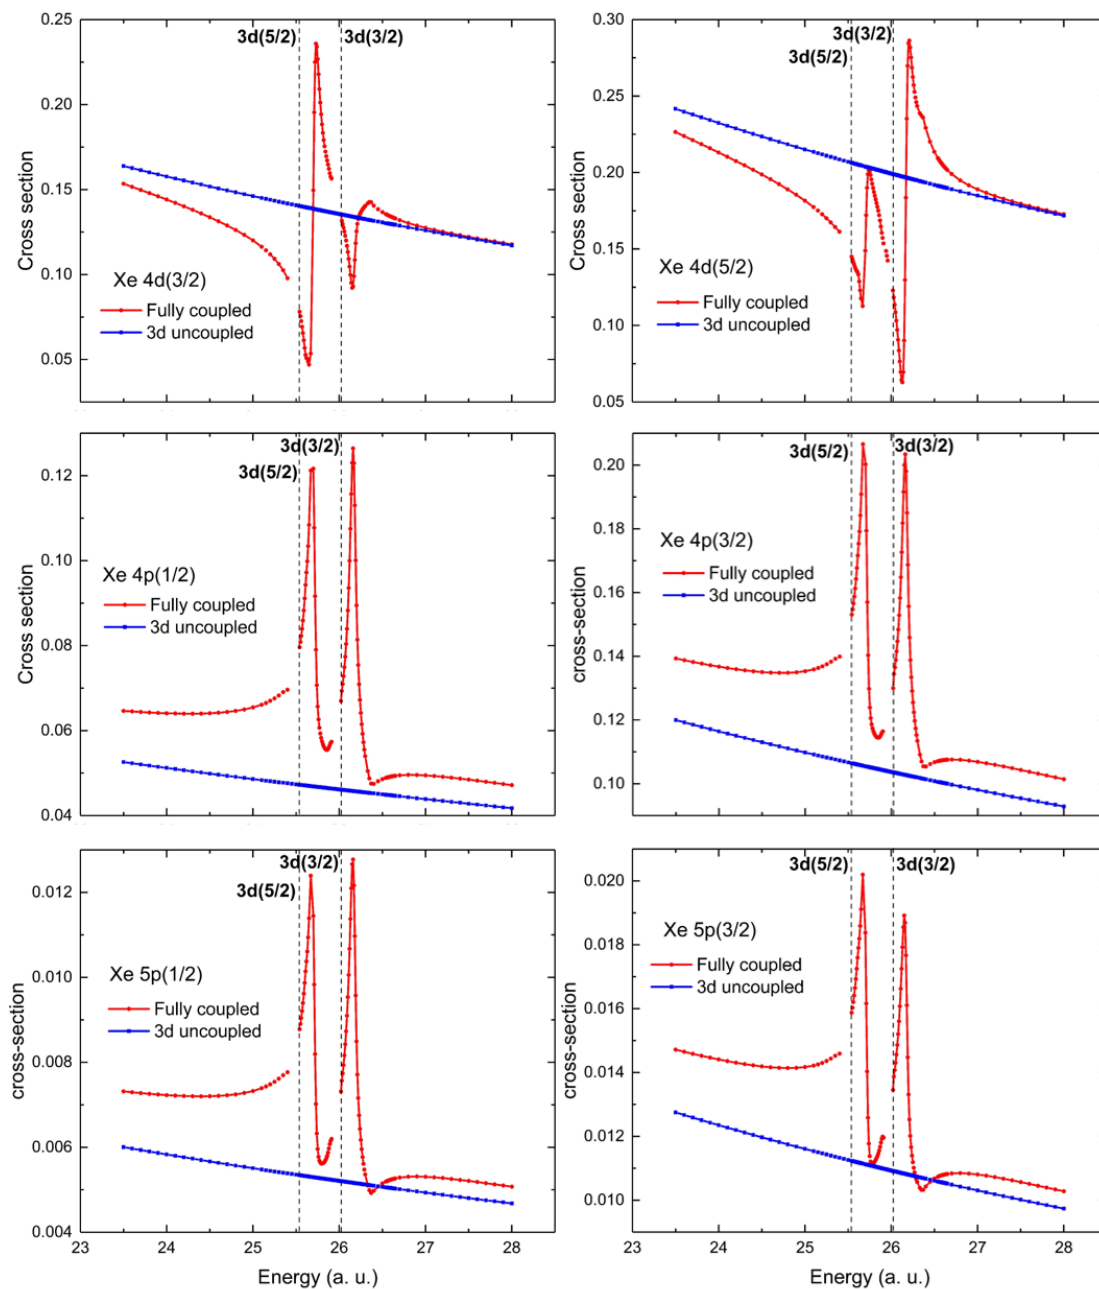 0.25
0.20
0.15
0.10
0.05
Cross section
3d(5/2)
3d(3/2)
Xe 4d(3/2)
Fully coupled
3d uncoupled
0.30
0.25
0.20
0.15
0.10
0.05
Cross section
3d(3/2)
3d(5/2)
Xe 4d(5/2)
Fully coupled
3d uncoupled
0.12
0.10
0.08
0.06
0.04
Cross section
3d(3/2)
3d(5/2)
Xe 4p(1/2)
Fully coupled
3d uncoupled
0.20
0.18
0.16
0.14
0.12
0.10
cross-section
3d(5/2)
3d(3/2)
Xe 4p(3/2)
Fully coupled
3d uncoupled
0.012
0.010
0.008
0.006
0.004
cross-section
3d(3/2)
3d(5/2)
Xe 5p(1/2)
Fully coupled
3d uncoupled
23 24 25 26 27 28
Energy (a. u.)
0.020
0.018
0.016
0.014
0.012
0.010
cross-section
3d(5/2)
3d(3/2)
Xe 5p(3/2)
Fully coupled
3d uncoupled
23 24 25 26 27 28
Energy (a. u.)